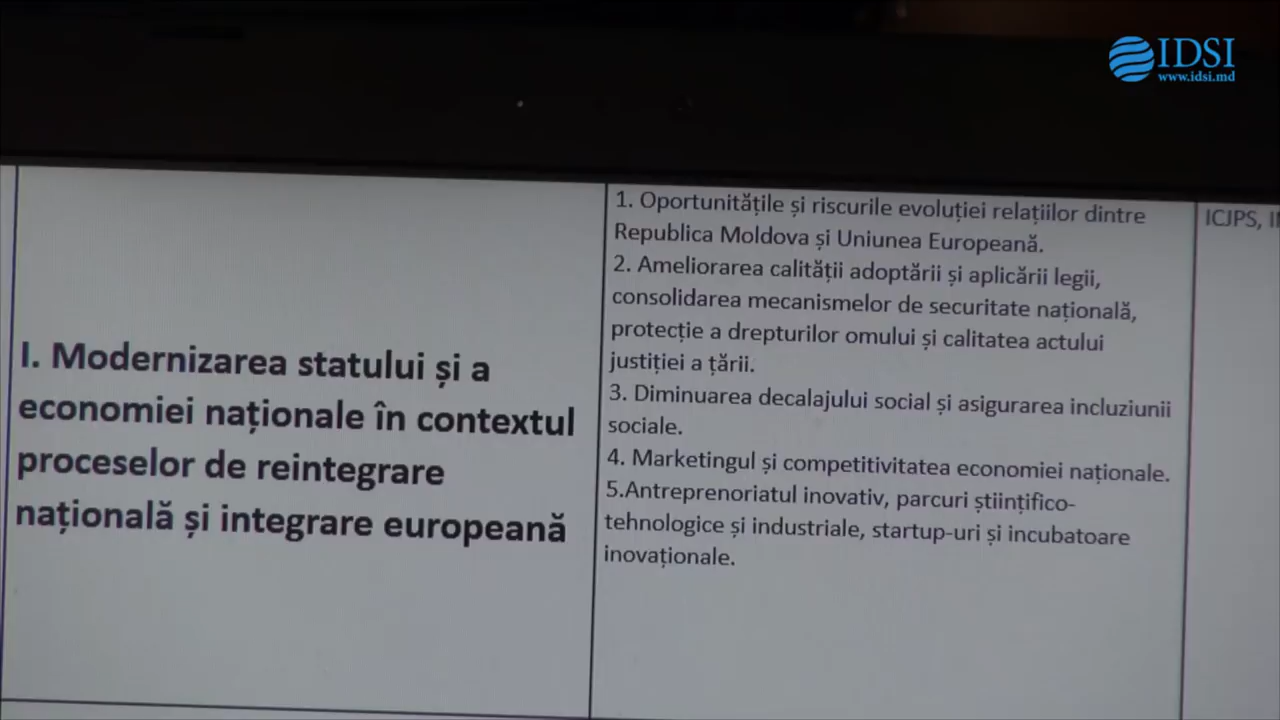 IDSI
www.idsi.md
I. Modernizarea statului și a
economiei naționale în contextul
proceselor de reintegrare
națională și integrare europeană
1. Oportunitățile și riscurile evoluției relațiilor dintre
Republica Moldova și Uniunea Europeană.
2. Ameliorarea calității adoptării și aplicării legii,
consolidarea mecanismelor de securitate națională,
protecție a drepturilor omului și calitatea actului
justiției a țării.
3. Diminuarea decalajului social și asigurarea incluziunii
sociale.
4. Marketingul și competitivitatea economiei naționale.
5.Antreprenoriatul inovativ, parcuri științifico-
tehnologice și industriale, startup-uri și incubatoare
inovaționale.
ICJPS,